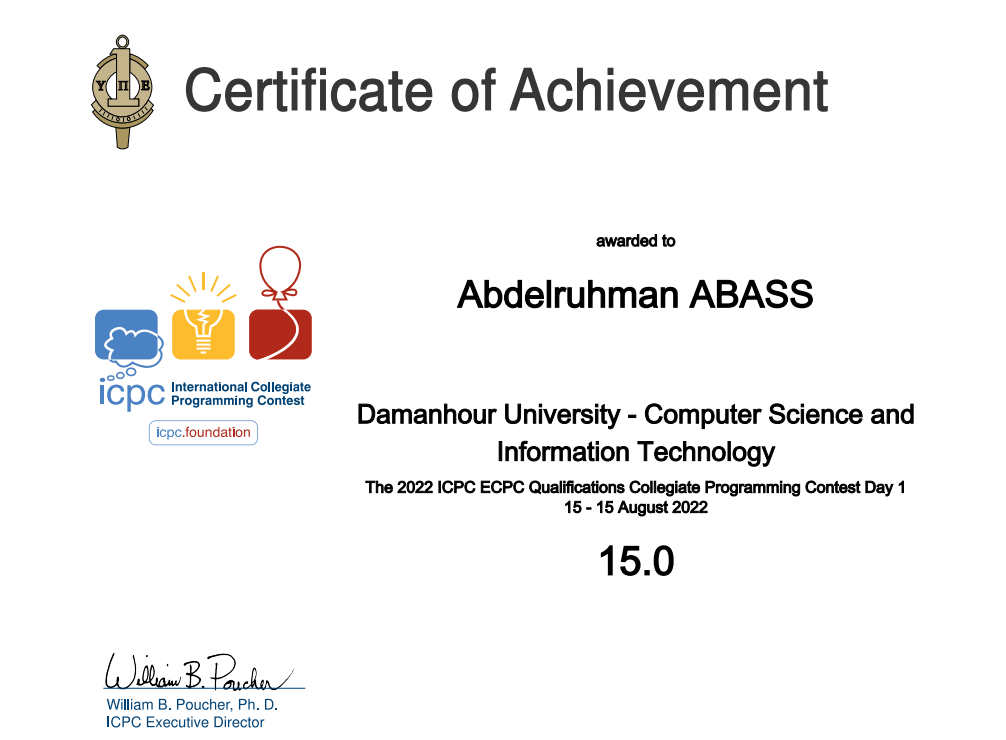 Υ Π Ε
Certificate of Achievement
awarded to
Abdelruhman ABASS
icpc International Collegiate
Programming Contest
icpc.foundation
Damanhour University - Computer Science and
Information Technology
The 2022 ICPC ECPC Qualifications Collegiate Programming Contest Day 1
15 - 15 August 2022
15.0
William B. Poucher
William B. Poucher, Ph. D.
ICPC Executive Director